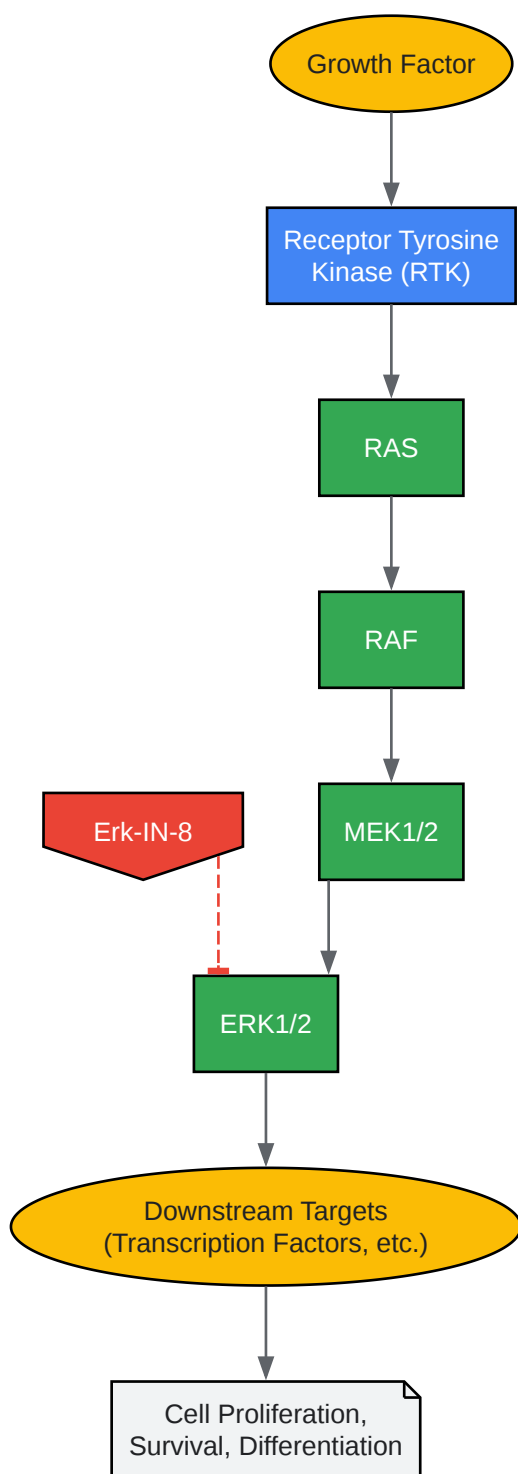 Growth Factor
Receptor Tyrosine
Kinase (RTK)
RAS
RAF
Erk-IN-8
MEK1/2
ERK1/2
Downstream Targets
(Transcription Factors, etc.)
Cell Proliferation,
Survival, Differentiation